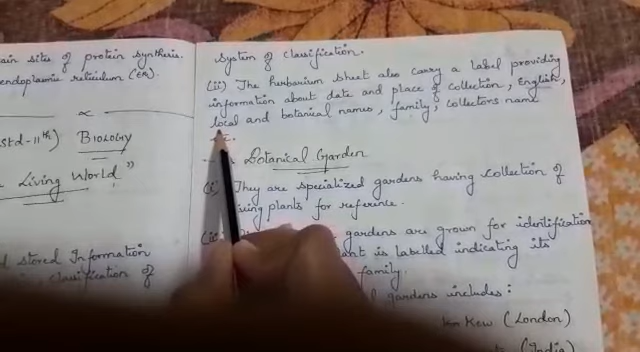 ain sites of protein synthesis.
endoplasmic reticulum (ER)
(Std-11th) BIOLOGY
Living World"
d stored Information
classification of
System of Classification.
(ii) The herbarium sheet also carry a label providing
information about date and place of collection, English,
local and botanical names, family, collectors name
Botanical Garden
(i) They are specialized gardens having collection of
living plants for reference.
gardens are grown for identification
is labelled indicating its
family.
gardens includes:
Kew (London)
(India)